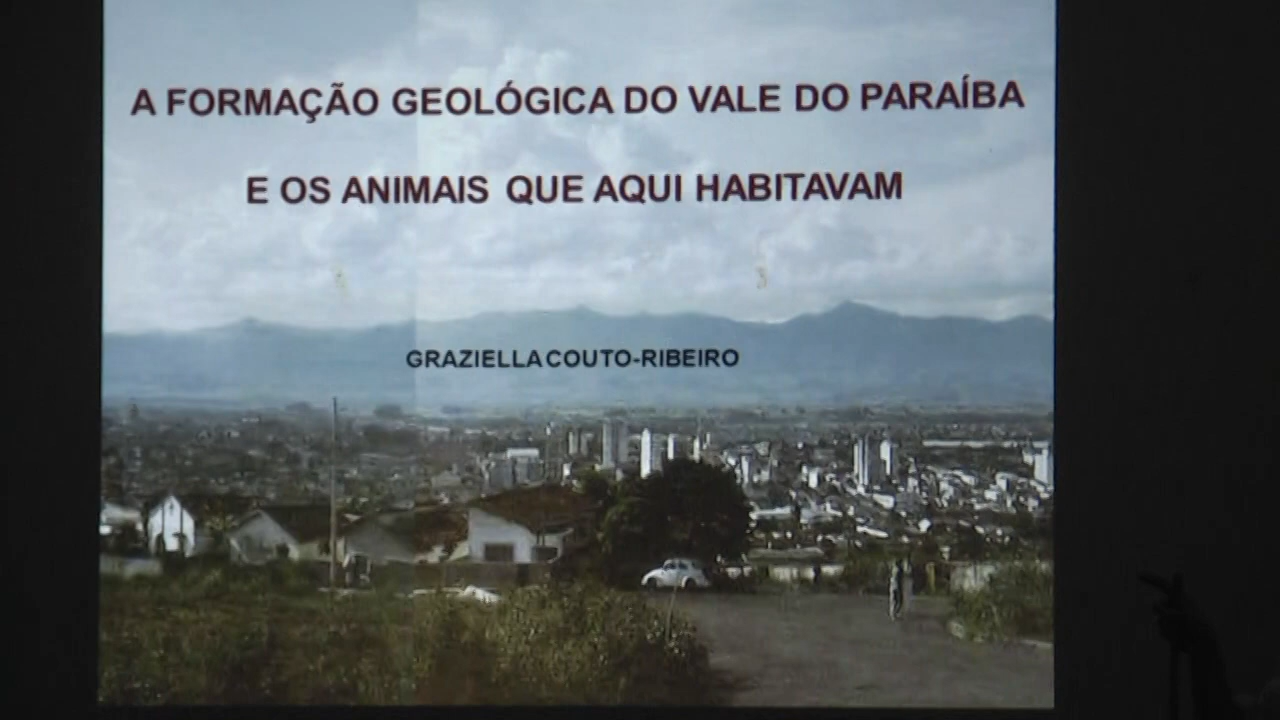 A FORMAÇÃO GEOLÓGICA DO VALE DO PARAÍBA
E OS ANIMAIS QUE AQUI HABITAVAM
GRAZIELLA COUTO-RIBEIRO